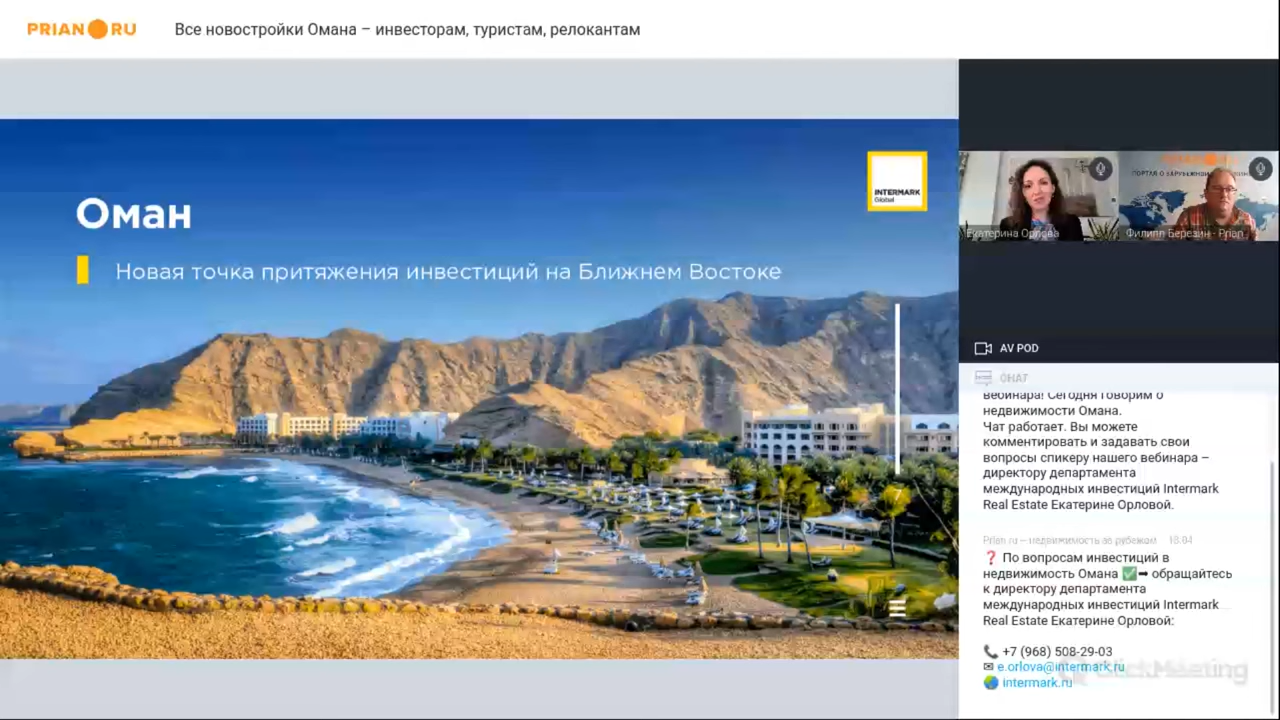 PRIAN RU
Все новостройки Омана – инвесторам, туристам, релокантам
Оман
Новая точка притяжения инвестиций на Ближнем Востоке
INTERMARK
Global
PRIAN RU
Екатерина Орлова
Филипп Березин - Prian
AV POD
ЧАТ
вебинара! Сегодня говорим о
недвижимости Омана.
Чат работает. Вы можете
комментировать и задавать свои
вопросы спикеру нашего вебинара –
директору департамента
международных инвестиций Intermark
Real Estate Екатерине Орловой.
Prian.ru – недвижимость за рубежом 18:04
❓ По вопросам инвестиций в
недвижимость Омана ✅➡ обращайтесь
к директору департамента
международных инвестиций Intermark
Real Estate Екатерине Орловой:
📞 +7 (968) 508-29-03
✉ e.orlova@intermark.ru
🌏 intermark.ru
ClickMeeting